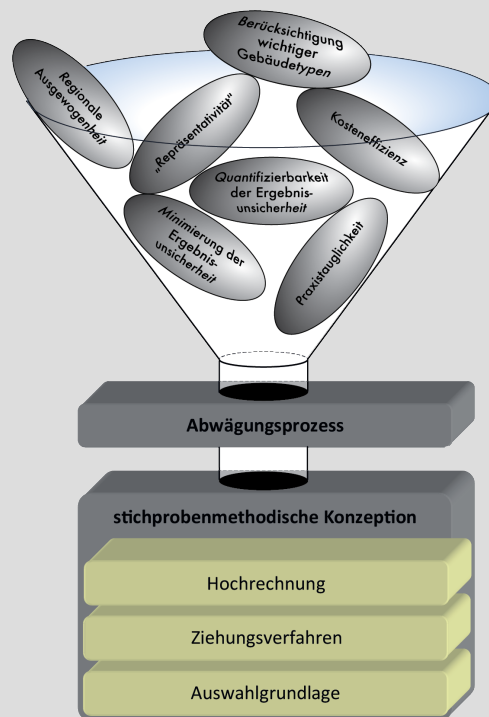 Berücksichtigung
wichtiger
Gebäudetypen
Regionale
Ausgewogenheit
„Repräsentativität“
Kosteneffizienz
Quantifizierbarkeit
der Ergebnis-
unsicherheit
Minimierung der
Ergebnis-
unsicherheit
Praxistauglichkeit
Abwägungsprozess
stichprobenmethodische Konzeption
Hochrechnung
Ziehungsverfahren
Auswahlgrundlage